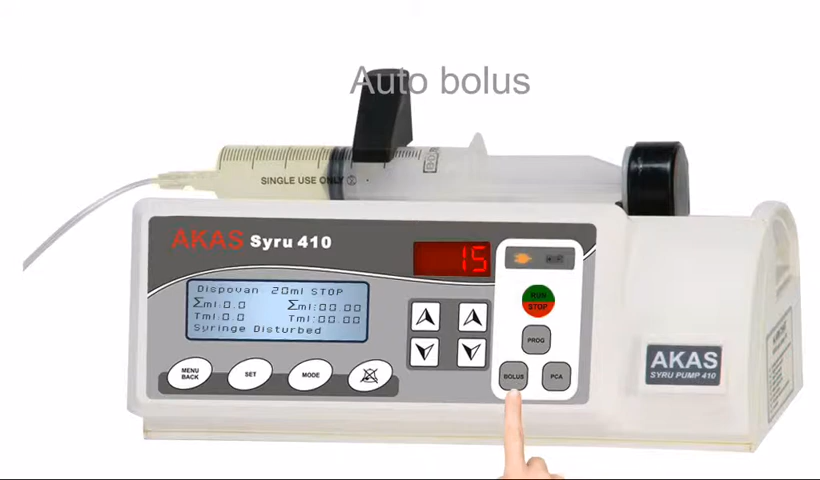 Auto bolus
SINGLE USE ONLY
AKAS Syru 410
15
Dispovan 20ml STOP
Σml:0.0 Σml:00.00
Tml:0.0 Tml:00.00
Syringe Disturbed
RUN
STOP
PROG
BOLUS
PCA
MENU
BACK
SET
MODE
AKAS
SYRU PUMP 410